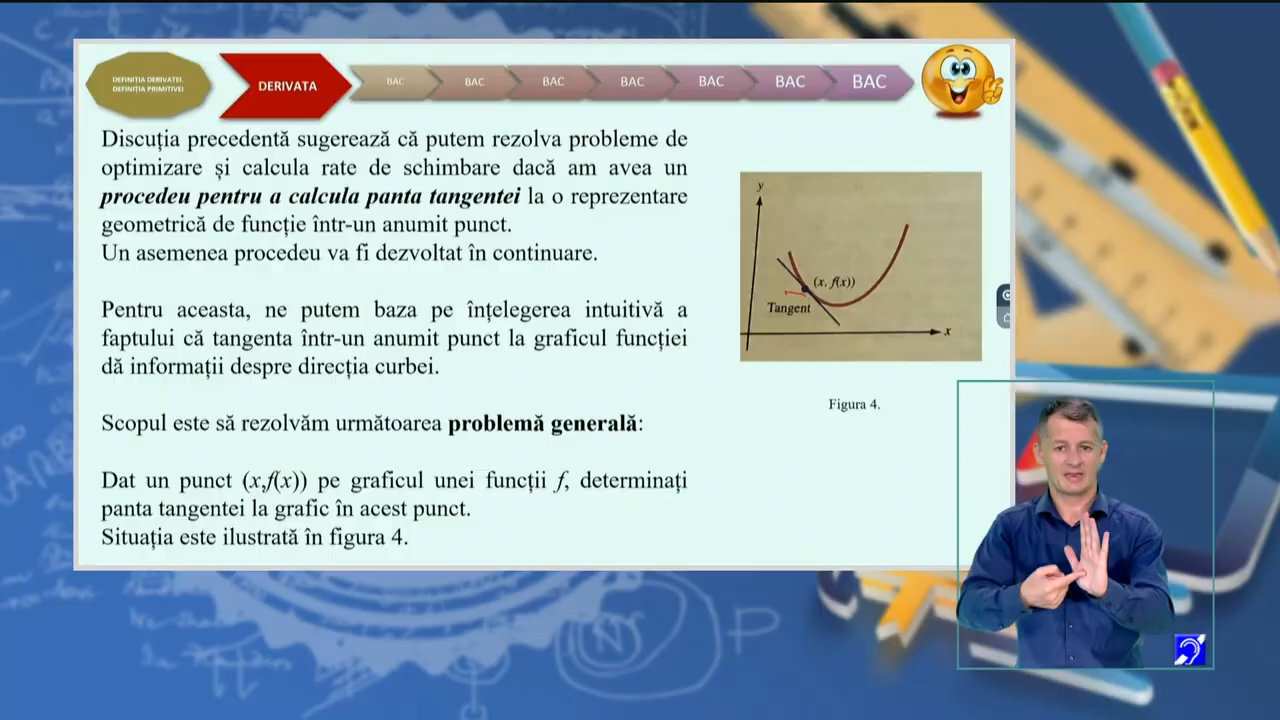 DEFINIȚIA DERIVATEI.
DEFINIȚIA PRIMITIVEI
DERIVATA
BAC
BAC
BAC
BAC
BAC
BAC
BAC
Discuția precedentă sugerează că putem rezolva probleme de
optimizare și calcula rate de schimbare dacă am avea un
procedeu pentru a calcula panta tangentei la o reprezentare
geometrică de funcție într-un anumit punct.
Un asemenea procedeu va fi dezvoltat în continuare.
Pentru aceasta, ne putem baza pe înțelegerea intuitivă a
faptului că tangenta într-un anumit punct la graficul funcției
dă informații despre direcția curbei.
Scopul este să rezolvăm următoarea problemă generală:
Dat un punct (x,f(x)) pe graficul unei funcții f, determinați
panta tangentei la grafic în acest punct.
Situația este ilustrată în figura 4.
y
(x, f(x))
Tangent
x
Figura 4.
N
P